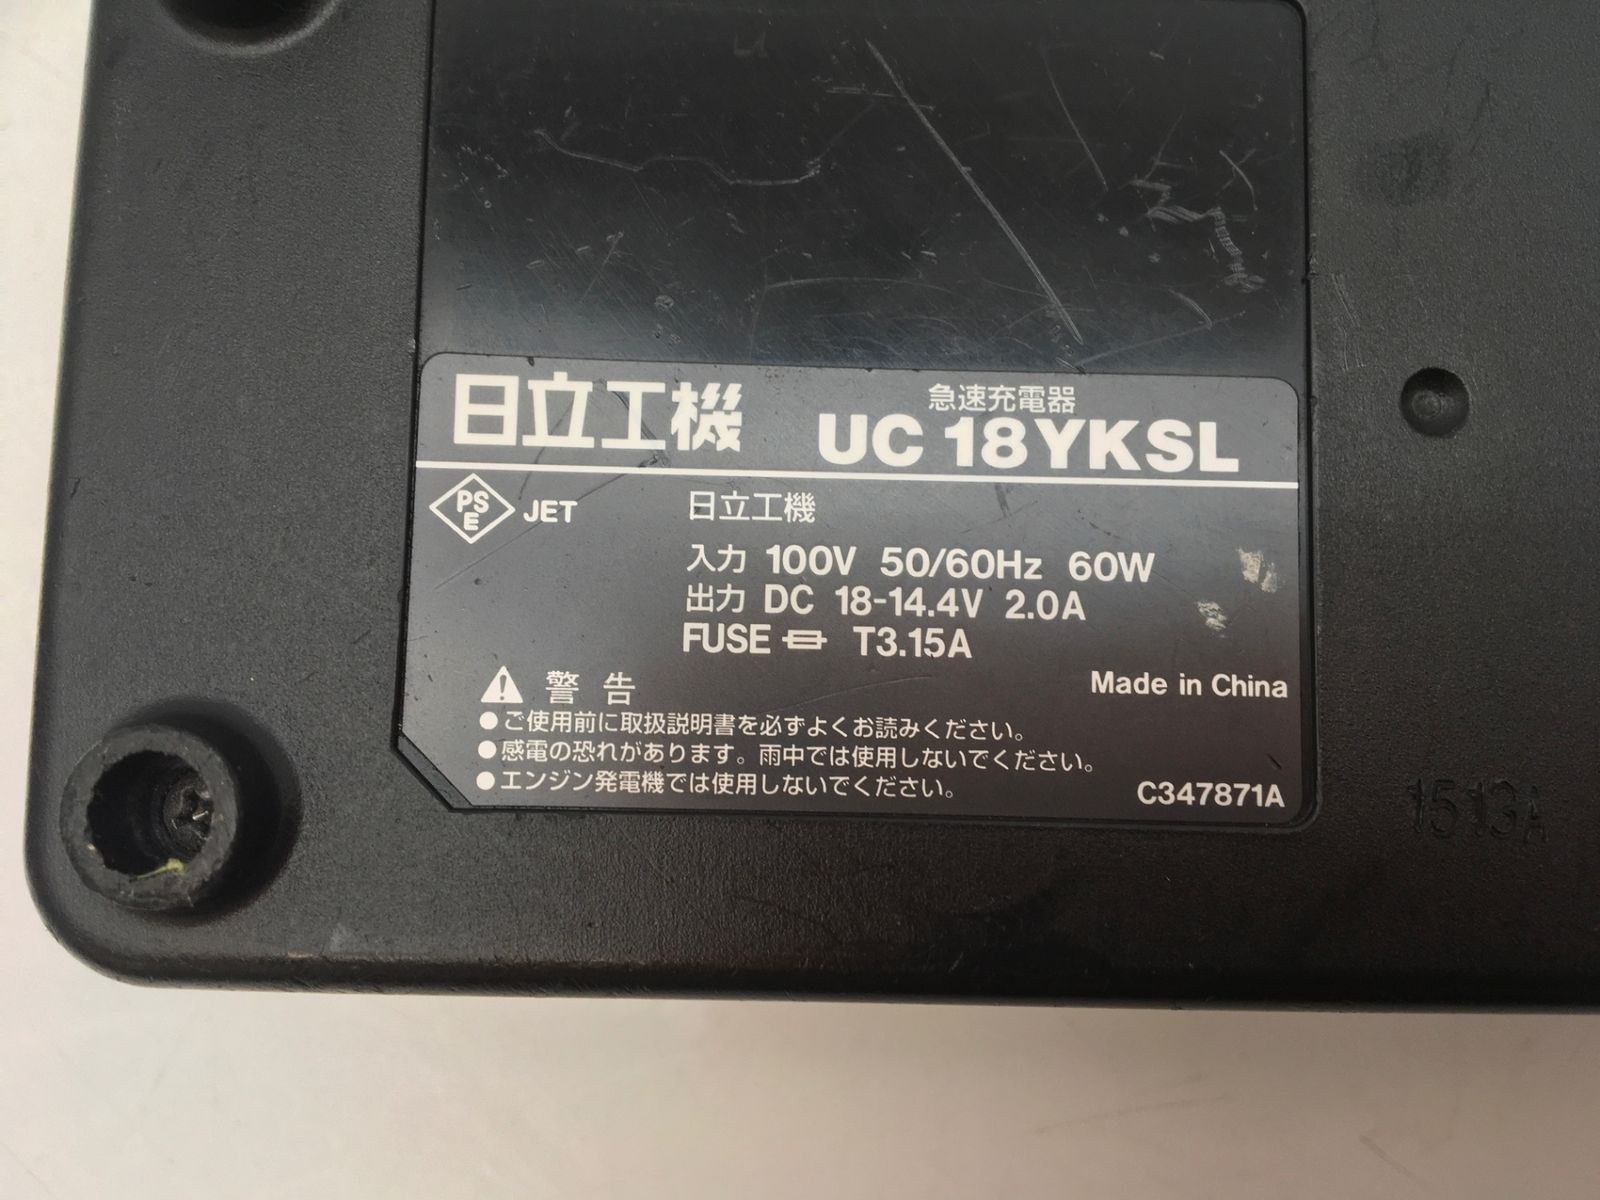 日立工機
急速充電器
UC 18YKSL
PSE JET
日立工機
入力 100V 50/60Hz 60W
出力 DC 18-14.4V 2.0A
FUSE T3.15A
警告
Made in China
●ご使用前に取扱説明書を必ずよくお読みください。
●感電の恐れがあります。雨中では使用しないでください。
●エンジン発電機では使用しないでください。
C347871A
1513A